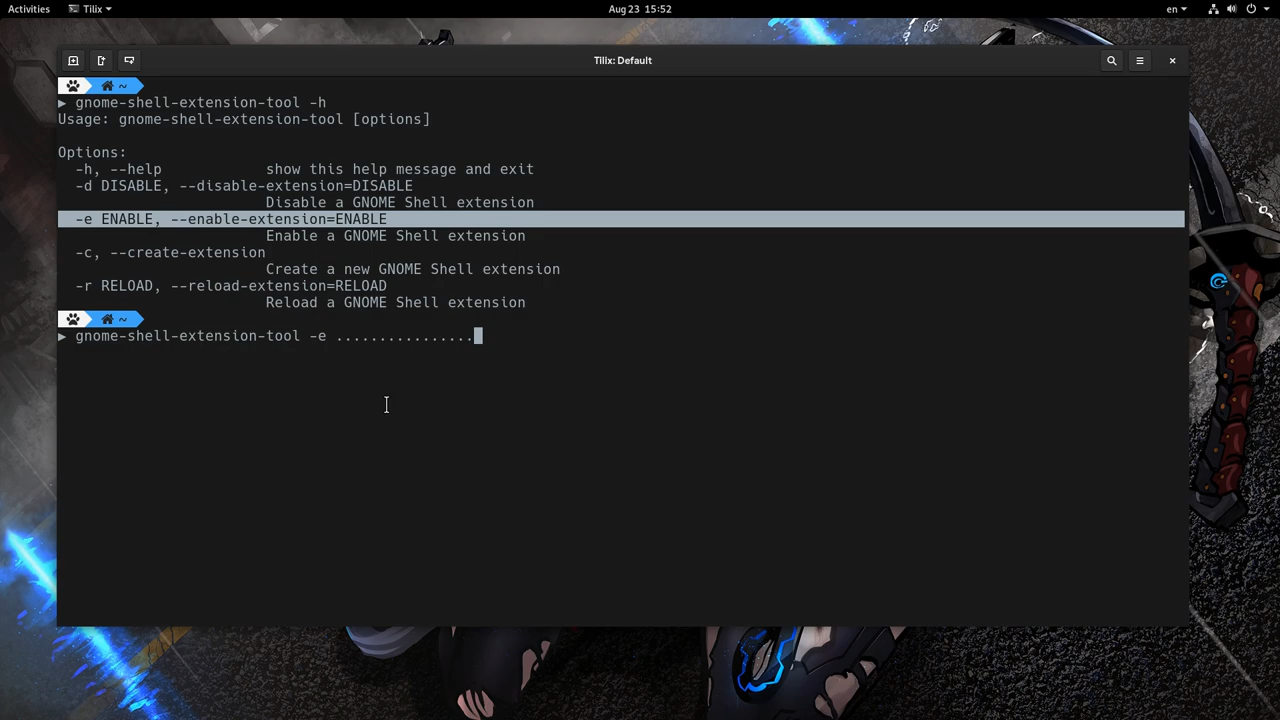 Activities Tilix Aug 23 15:52 en
Tilix: Default
~
▶ gnome-shell-extension-tool -h
Usage: gnome-shell-extension-tool [options]
Options:
-h, --help show this help message and exit
-d DISABLE, --disable-extension=DISABLE
Disable a GNOME Shell extension
-e ENABLE, --enable-extension=ENABLE
Enable a GNOME Shell extension
-c, --create-extension
Create a new GNOME Shell extension
-r RELOAD, --reload-extension=RELOAD
Reload a GNOME Shell extension
~
▶ gnome-shell-extension-tool -e ................